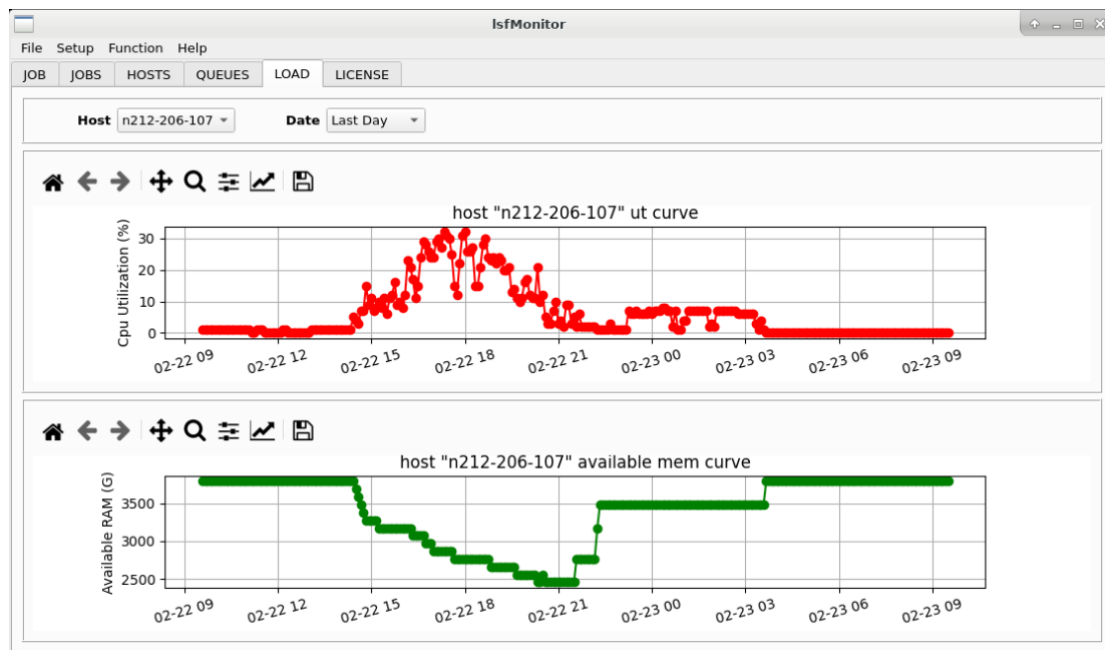 lsfMonitor
File Setup Function Help
JOB JOBS HOSTS QUEUES LOAD LICENSE
Host n212-206-107 Date Last Day
host "n212-206-107" ut curve
Cpu Utilization (%)
30
20
10
0
02-22 09 02-22 12 02-22 15 02-22 18 02-22 21 02-23 00 02-23 03 02-23 06 02-23 09
host "n212-206-107" available mem curve
Available RAM (G)
3500
3000
2500
02-22 09 02-22 12 02-22 15 02-22 18 02-22 21 02-23 00 02-23 03 02-23 06 02-23 09